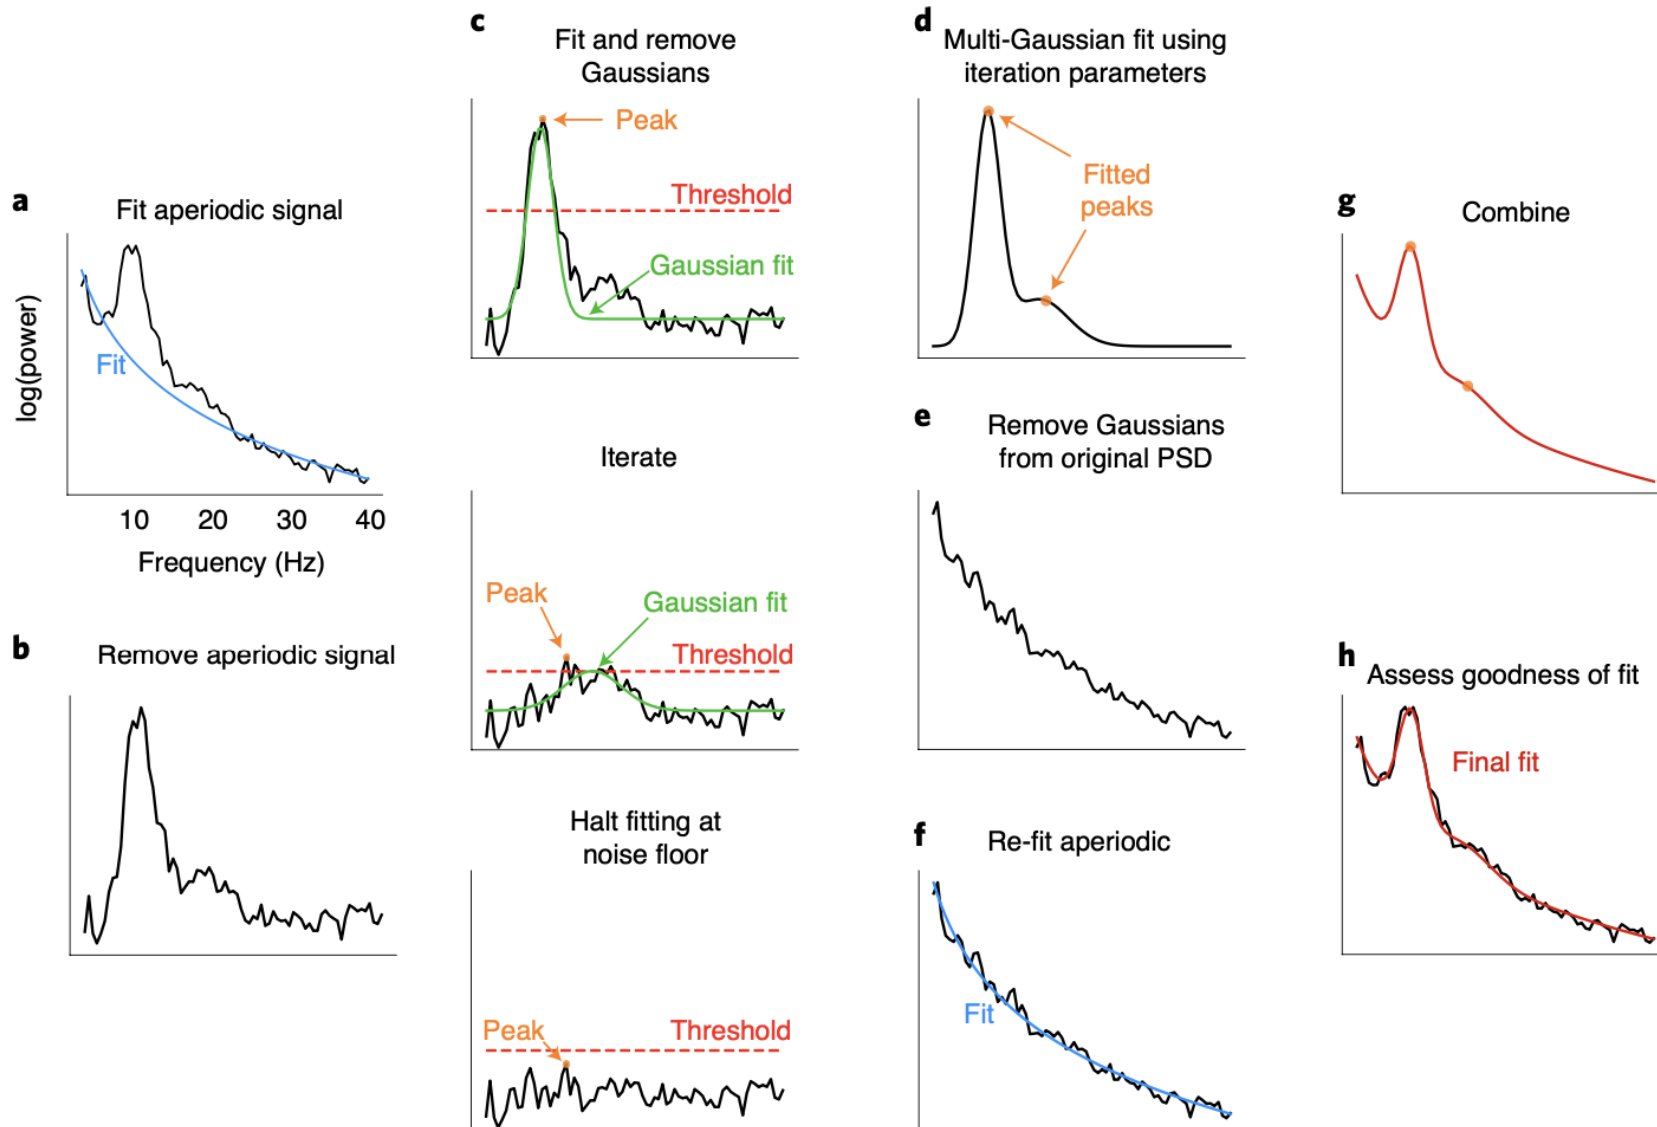 a
Fit aperiodic signal
log(power)
Fit
10 20 30 40
Frequency (Hz)
b
Remove aperiodic signal
c
Fit and remove
Gaussians
Peak
Threshold
Gaussian fit
Iterate
Peak
Gaussian fit
Threshold
Halt fitting at
noise floor
Peak
Threshold
d
Multi-Gaussian fit using
iteration parameters
Fitted
peaks
e
Remove Gaussians
from original PSD
f
Re-fit aperiodic
Fit
g
Combine
h
Assess goodness of fit
Final fit